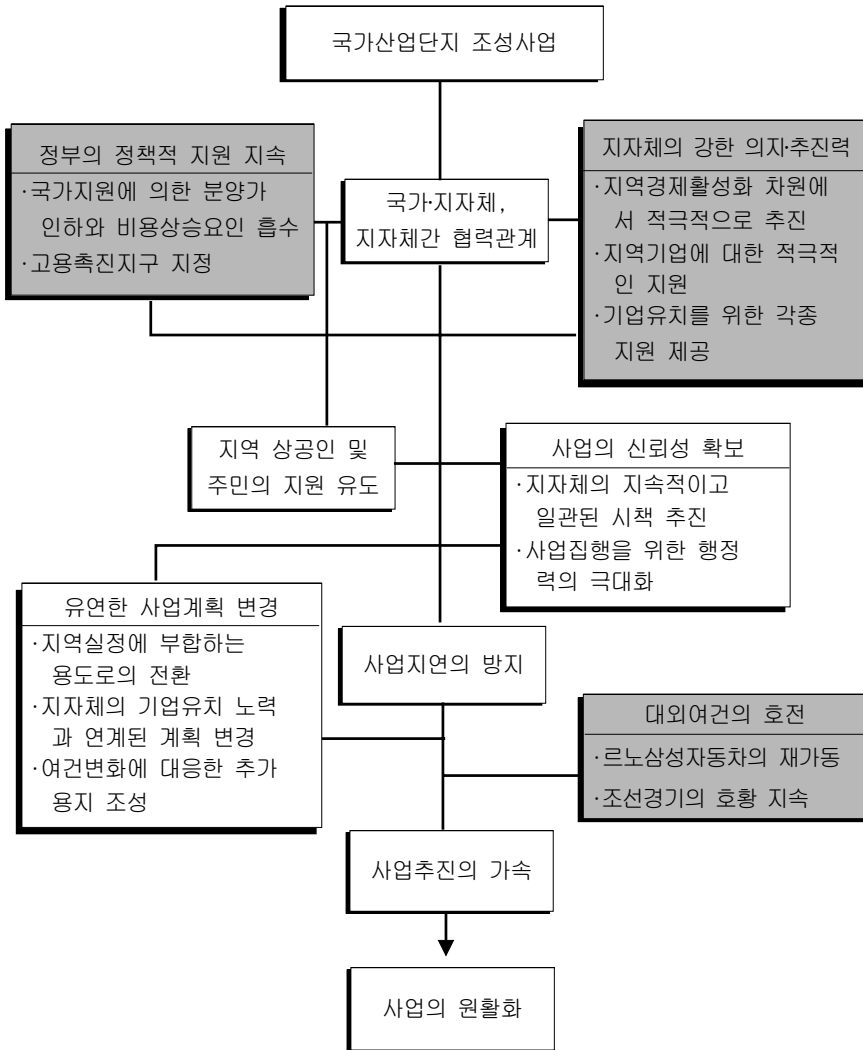 국가산업단지 조성사업
정부의 정책적 지원 지속
·국가지원에 의한 분양가
인하와 비용상승요인 흡수
·고용촉진지구 지정
국가·지자체,
지자체간 협력관계
지자체의 강한 의지·추진력
·지역경제활성화 차원에
서 적극적으로 추진
·지역기업에 대한 적극적
인 지원
·기업유치를 위한 각종
지원 제공
지역 상공인 및
주민의 지원 유도
사업의 신뢰성 확보
·지자체의 지속적이고
일관된 시책 추진
·사업집행을 위한 행정
력의 극대화
유연한 사업계획 변경
·지역실정에 부합하는
용도로의 전환
·지자체의 기업유치 노력
과 연계된 계획 변경
·여건변화에 대응한 추가
용지 조성
사업지연의 방지
대외여건의 호전
·르노삼성자동차의 재가동
·조선경기의 호황 지속
사업추진의 가속
사업의 원활화